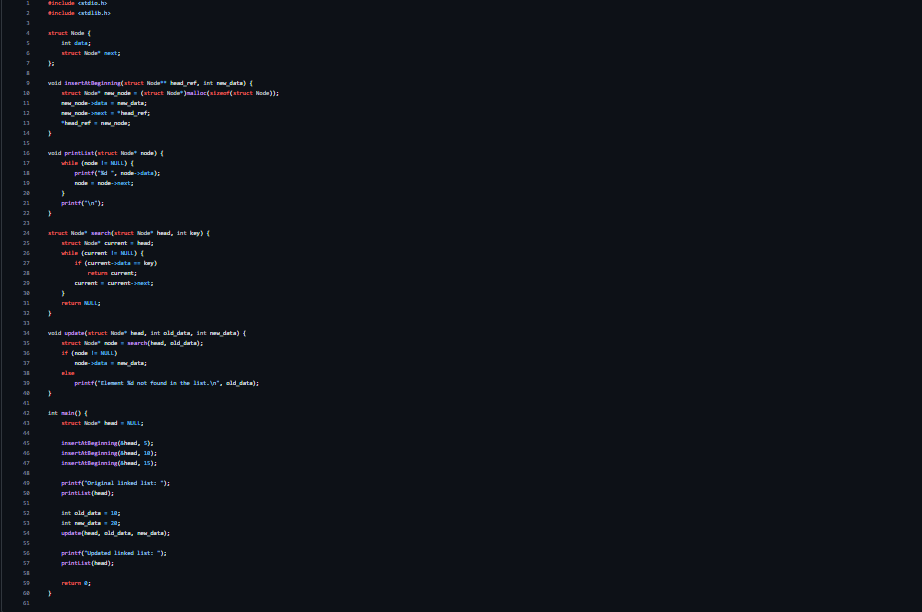 1 #include <stdio.h>
2 #include <stdlib.h>
3
4 struct Node {
5     int data;
6     struct Node* next;
7 };
8
9 void insertAtBeginning(struct Node** head_ref, int new_data) {
10     struct Node* new_node = (struct Node*)malloc(sizeof(struct Node));
11     new_node->data = new_data;
12     new_node->next = *head_ref;
13     *head_ref = new_node;
14 }
15
16 void printList(struct Node* node) {
17     while (node != NULL) {
18         printf("%d ", node->data);
19         node = node->next;
20     }
21     printf("\n");
22 }
23
24 struct Node* search(struct Node* head, int key) {
25     struct Node* current = head;
26     while (current != NULL) {
27         if (current->data == key)
28             return current;
29         current = current->next;
30     }
31     return NULL;
32 }
33
34 void update(struct Node* head, int old_data, int new_data) {
35     struct Node* node = search(head, old_data);
36     if (node != NULL)
37         node->data = new_data;
38     else
39         printf("Element %d not found in the list.\n", old_data);
40 }
41
42 int main() {
43     struct Node* head = NULL;
44
45     insertAtBeginning(&head, 5);
46     insertAtBeginning(&head, 10);
47     insertAtBeginning(&head, 15);
48
49     printf("Original linked list: ");
50     printList(head);
51
52     int old_data = 10;
53     int new_data = 20;
54     update(head, old_data, new_data);
55
56     printf("Updated linked list: ");
57     printList(head);
58
59     return 0;
60 }
61